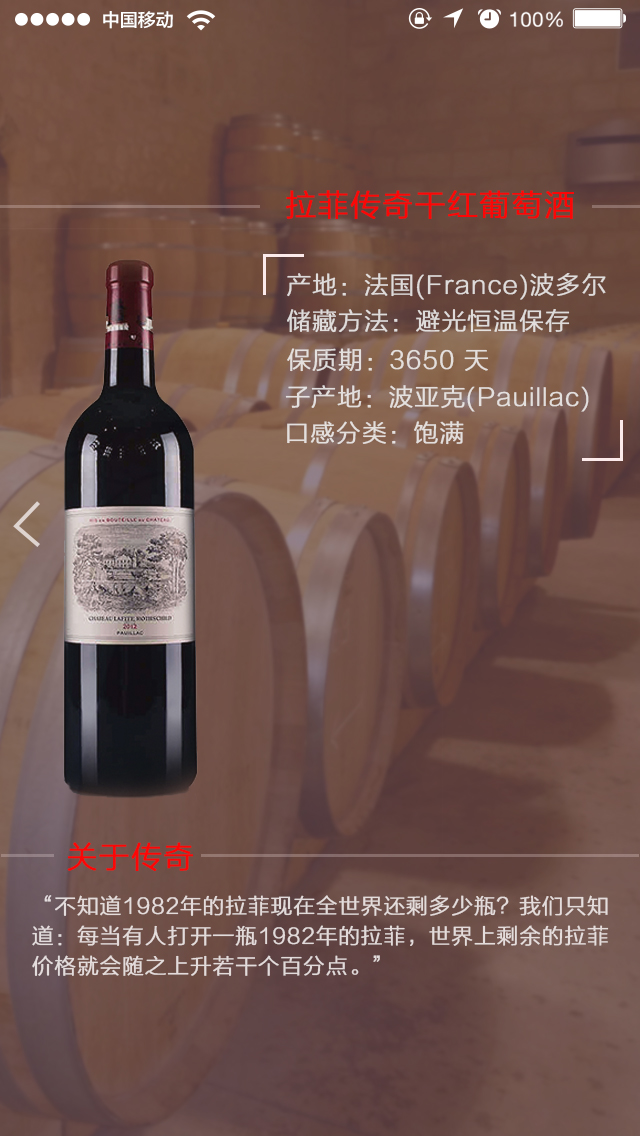 中国移动
100%
拉菲传奇干红葡萄酒
产地：法国(France)波多尔
储藏方法：避光恒温保存
保质期：3650 天
子产地：波亚克(Pauillac)
口感分类：饱满
MIS EN BOUTEILLE AU CHATEAU
CHATEAU LAFITE ROTHSCHILD
2012
PAUILLAC
关于传奇
“不知道1982年的拉菲现在全世界还剩多少瓶？我们只知
道：每当有人打开一瓶1982年的拉菲，世界上剩余的拉菲
价格就会随之上升若干个百分点。”